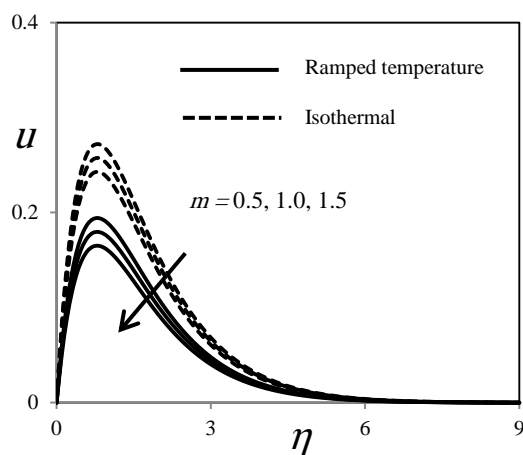 0.4
Ramped temperature
Isothermal
u
m = 0.5, 1.0, 1.5
0.2
0
0 3 6 9
η